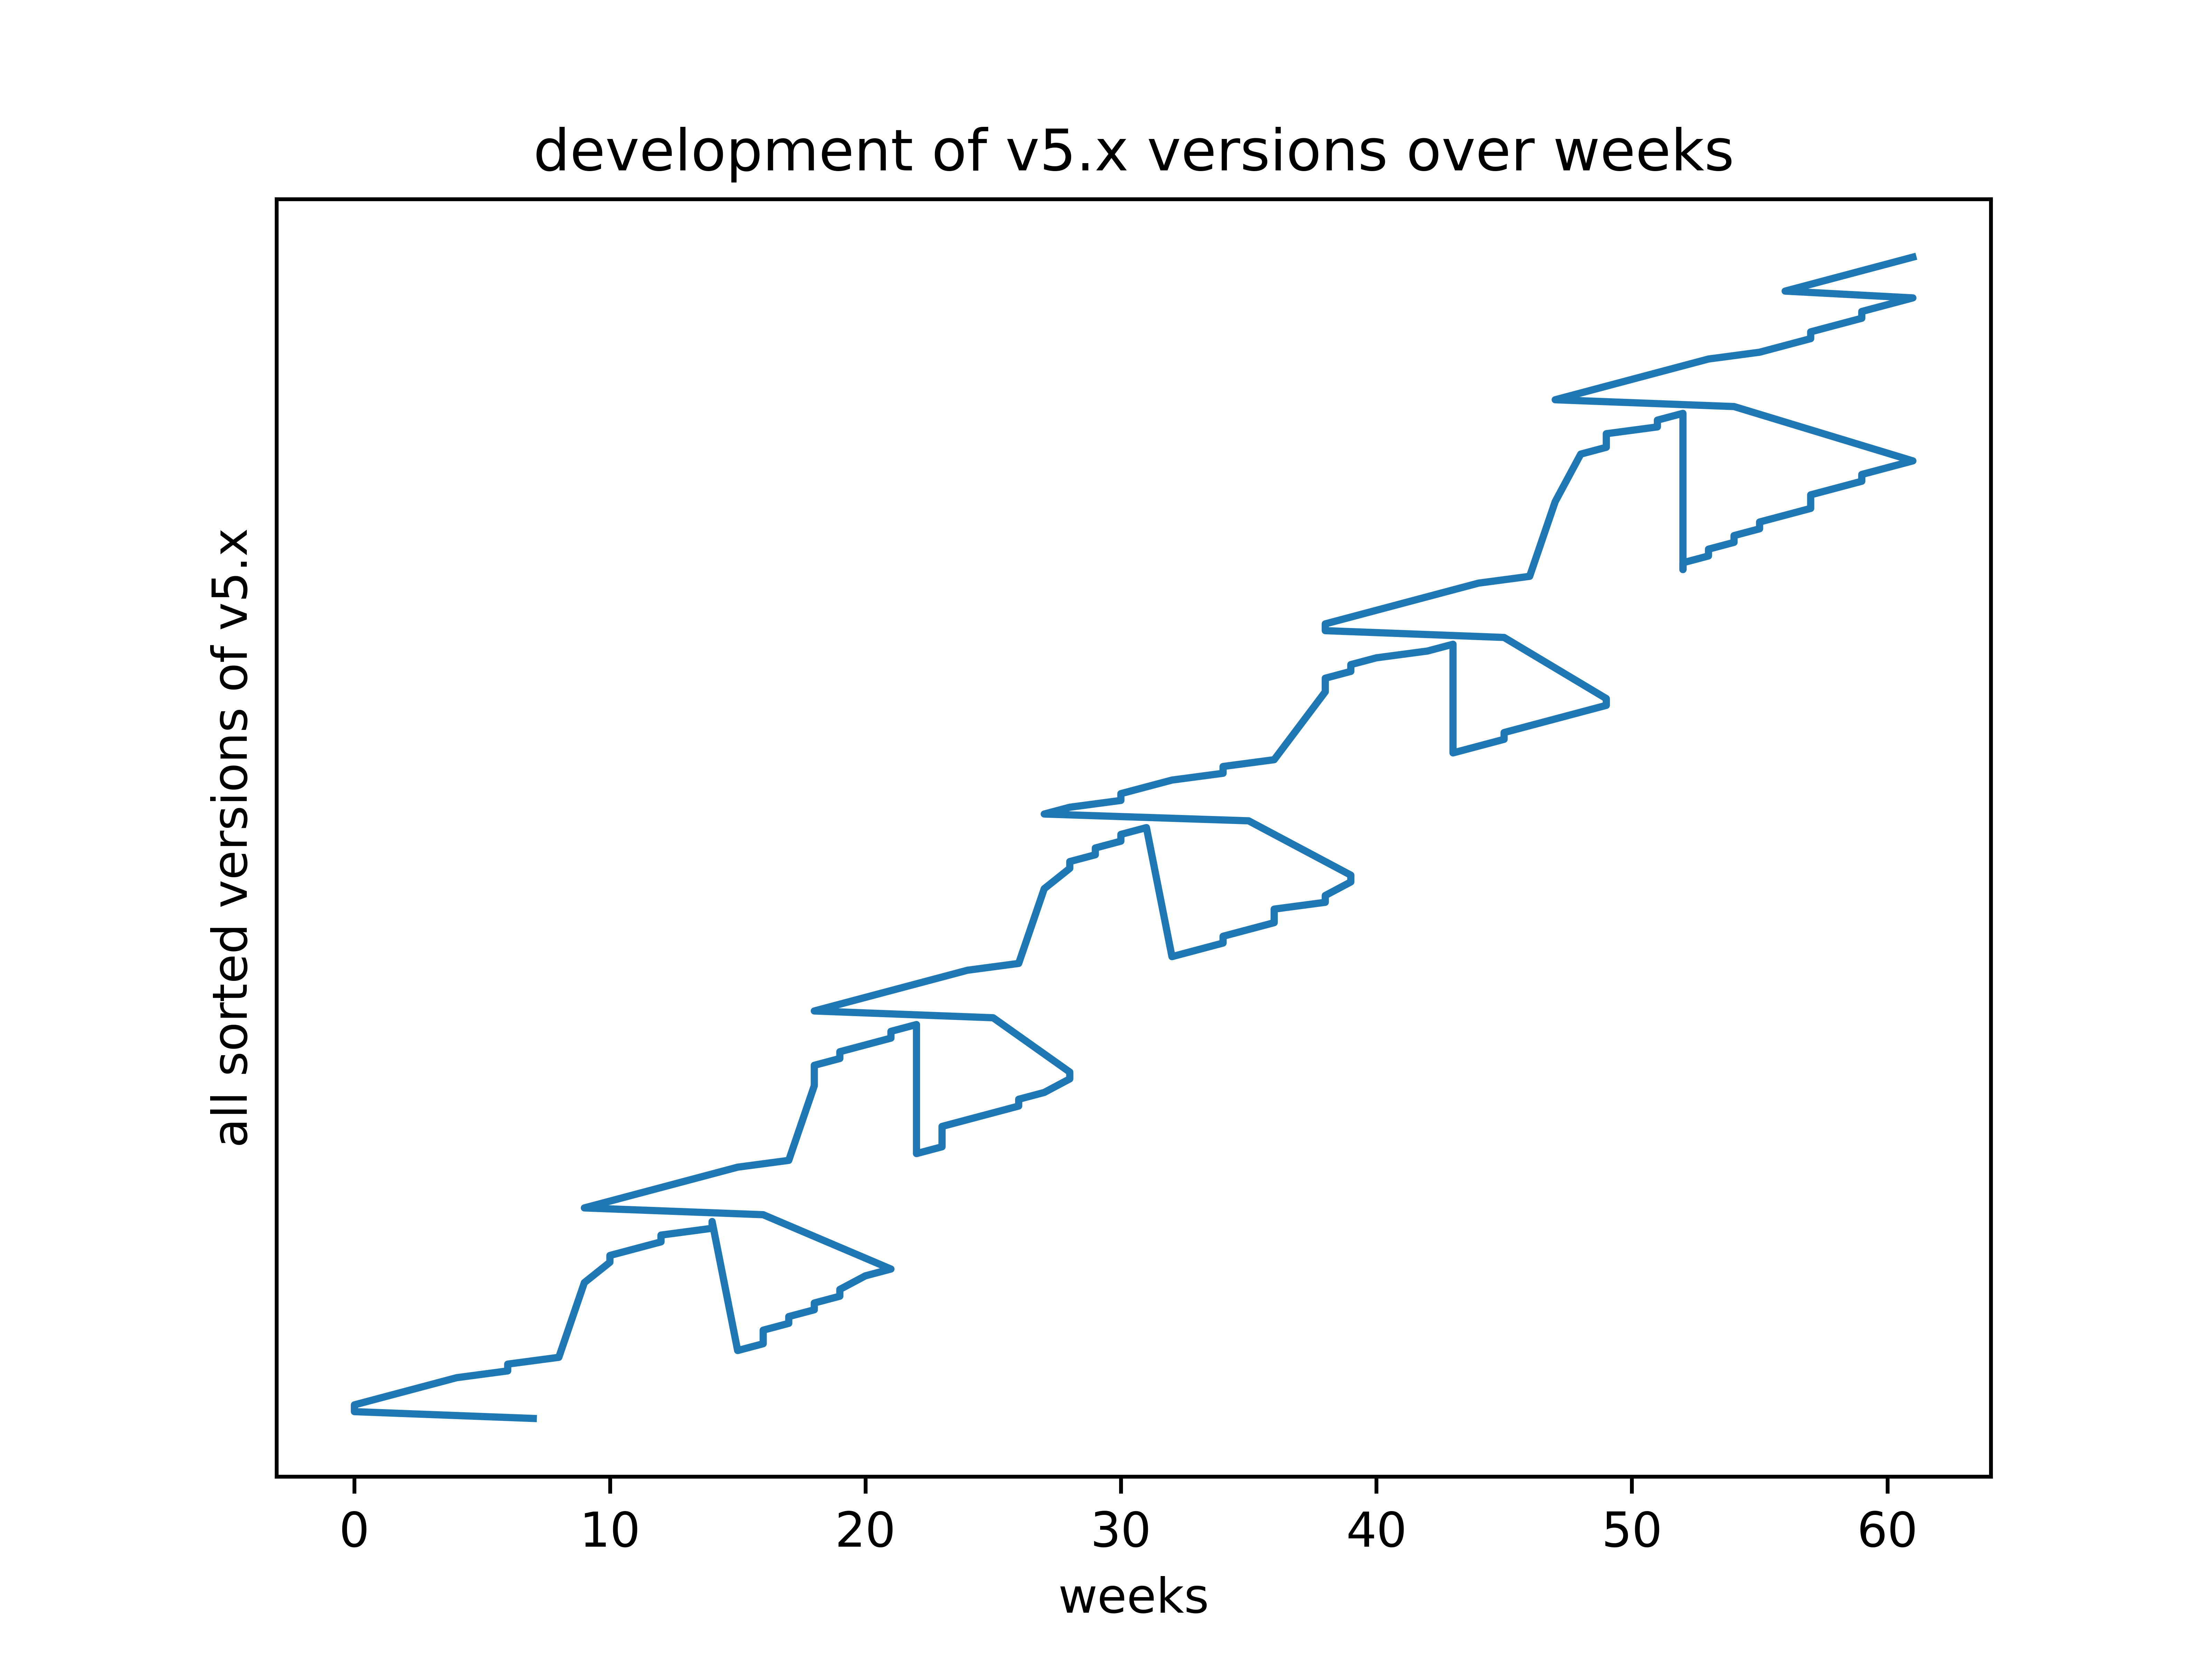 development of v5.x versions over weeks
all sorted versions of v5.x
0 10 20 30 40 50 60
weeks